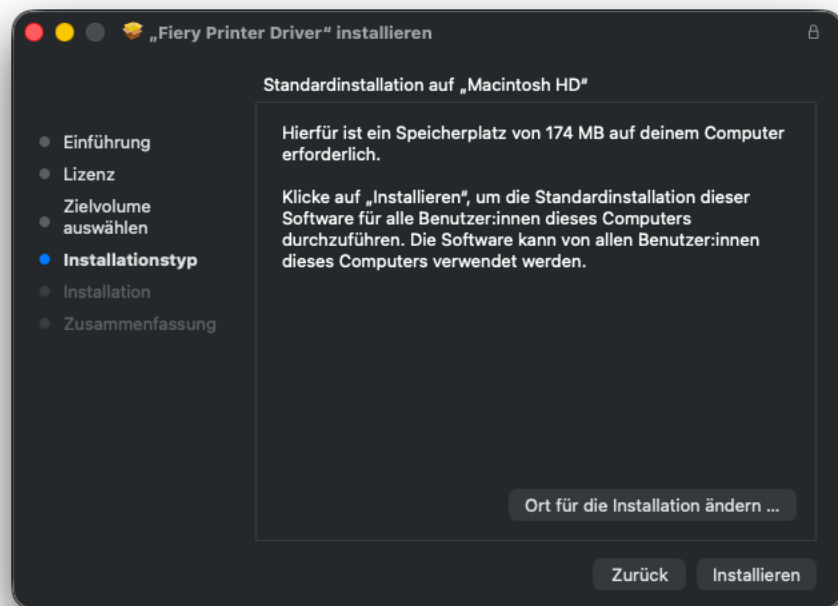 „Fiery Printer Driver“ installieren
Standardinstallation auf „Macintosh HD“
Einführung
Lizenz
Zielvolume
auswählen
Installationstyp
Installation
Zusammenfassung
Hierfür ist ein Speicherplatz von 174 MB auf deinem Computer
erforderlich.
Klicke auf „Installieren“, um die Standardinstallation dieser
Software für alle Benutzer:innen dieses Computers
durchzuführen. Die Software kann von allen Benutzer:innen
dieses Computers verwendet werden.
Ort für die Installation ändern ...
Zurück
Installieren